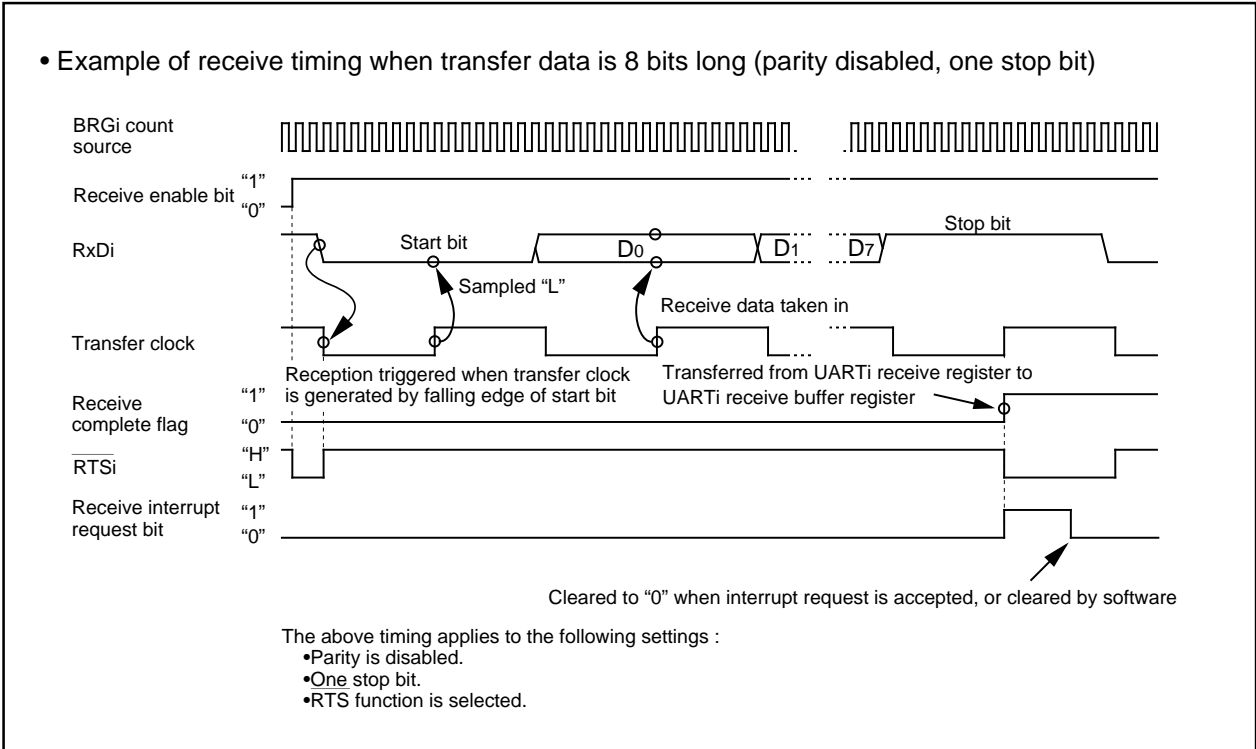 • Example of receive timing when transfer data is 8 bits long (parity disabled, one stop bit)
BRGi count
source
Receive enable bit
“1”
“0”
RxDi
Start bit
D0
D1
D7
Stop bit
Sampled “L”
Receive data taken in
Transfer clock
Reception triggered when transfer clock
is generated by falling edge of start bit
Transferred from UARTi receive register to
UARTi receive buffer register
Receive
complete flag
“1”
“0”
RTSi
“H”
“L”
Receive interrupt
request bit
“1”
“0”
Cleared to “0” when interrupt request is accepted, or cleared by software
The above timing applies to the following settings :
•Parity is disabled.
•One stop bit.
•RTS function is selected.